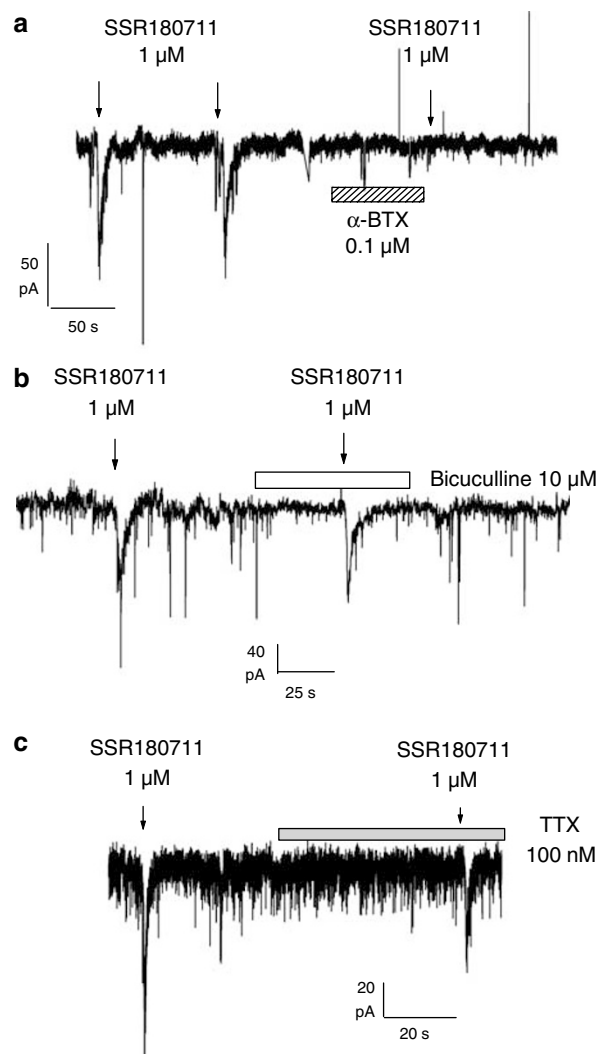 a
SSR180711 SSR180711
1 µM 1 µM
α-BTX
0.1 µM
50
pA
50 s
b
SSR180711 SSR180711
1 µM 1 µM
Bicuculline 10 µM
40
pA
25 s
c
SSR180711 SSR180711
1 µM 1 µM
TTX
100 nM
20
pA
20 s